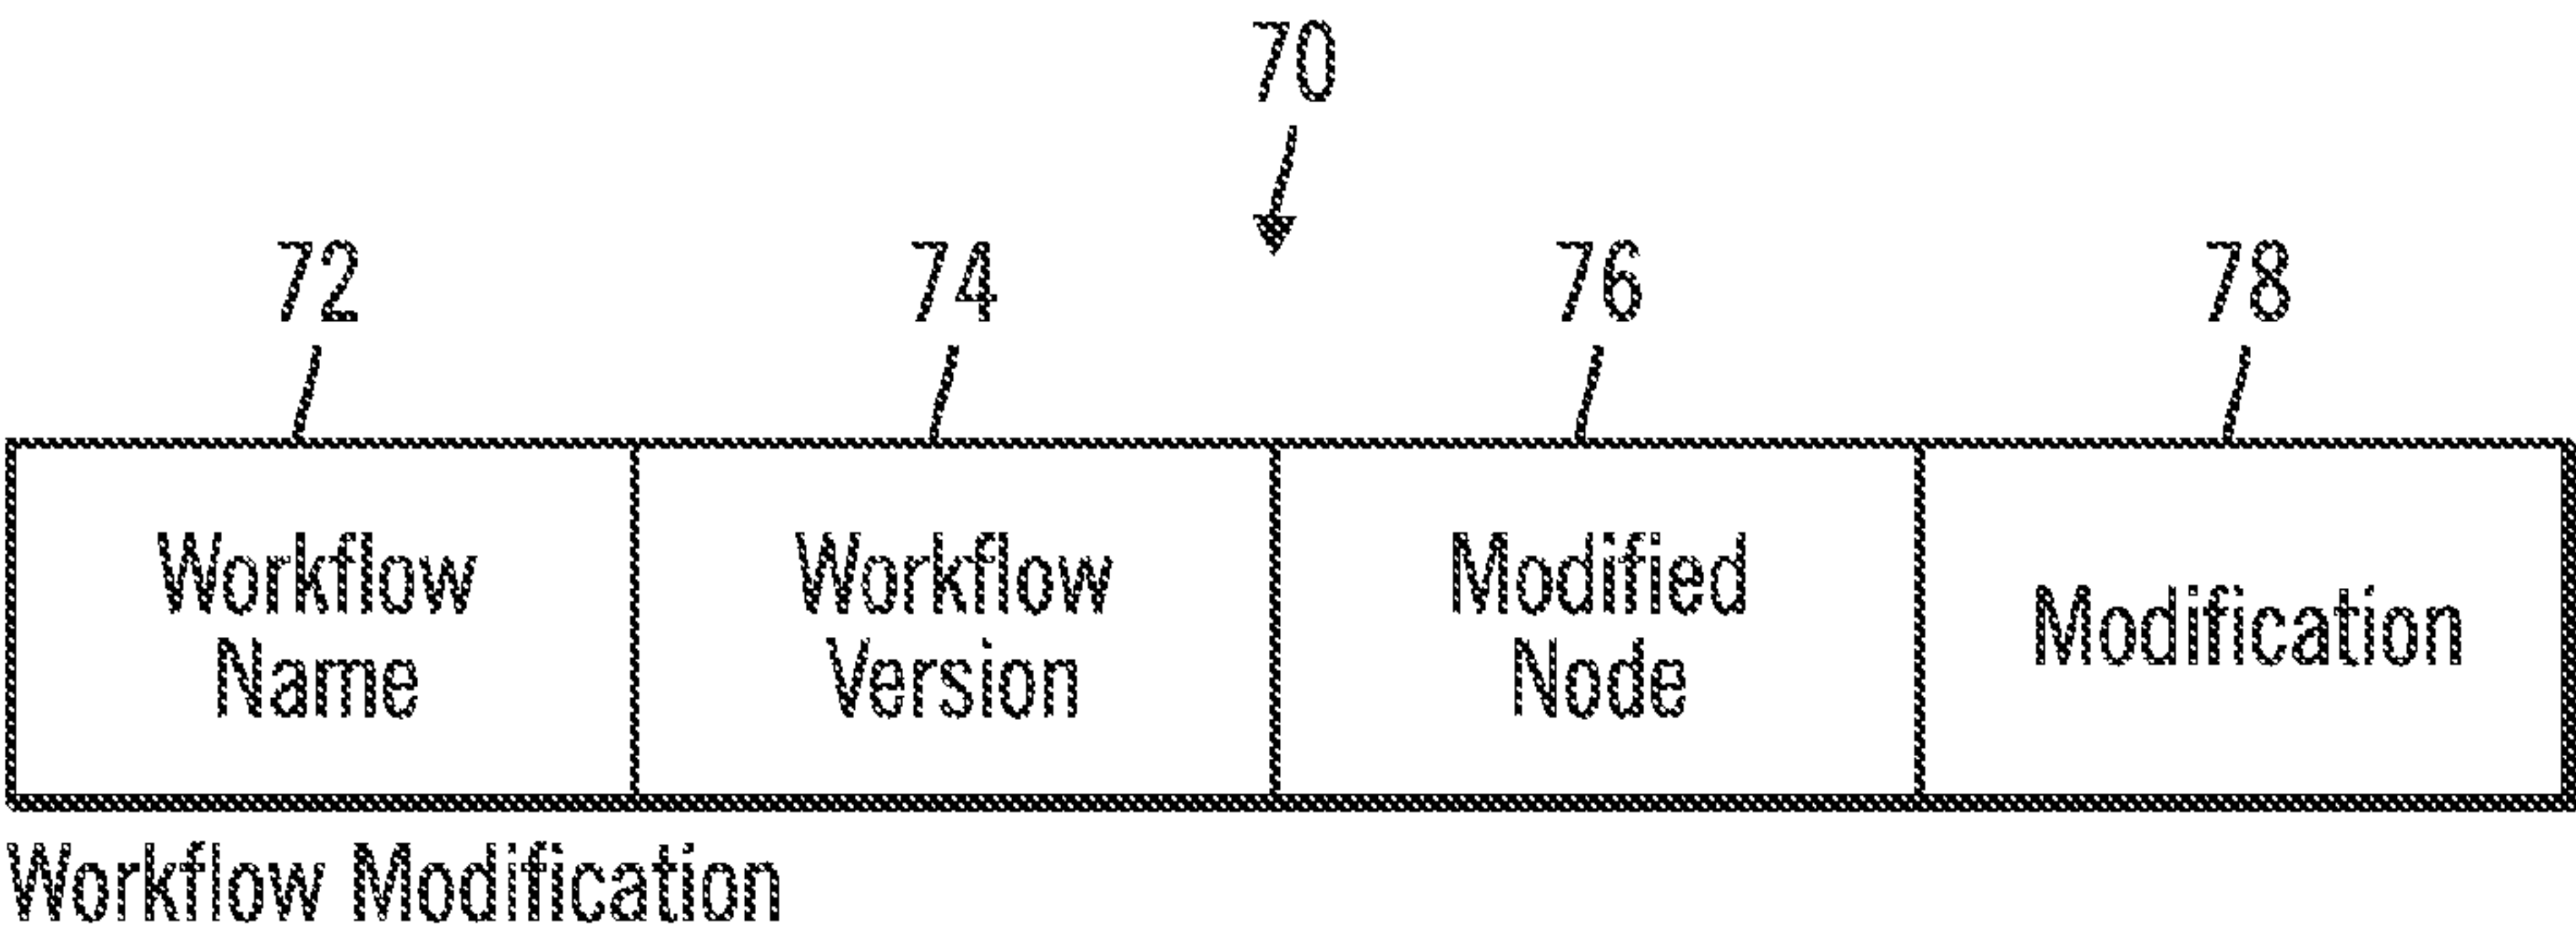 70
72
74
76
78
Workflow
Name
Workflow
Version
Modified
Node
Modification
Workflow Modification